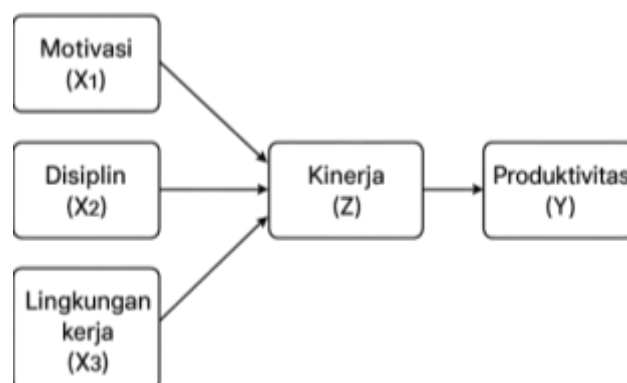 Motivasi
(X1)
Disiplin
(X2)
Lingkungan
kerja
(X3)
Kinerja
(Z)
Produktivitas
(Y)